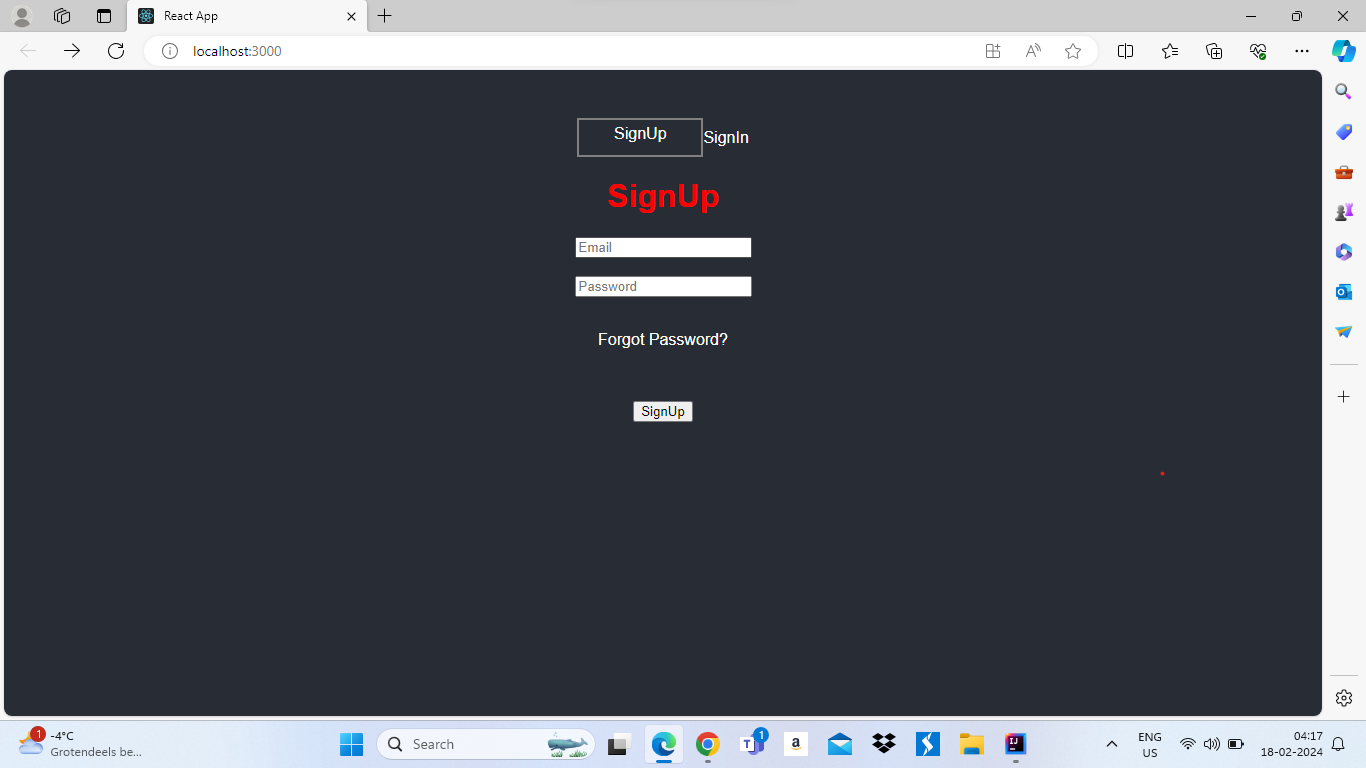 React App
localhost:3000
SignUp
SignIn
SignUp
Email
Password
Forgot Password?
SignUp
1
-4°C
Grotendeels be...
Search
1
ENG
US
04:17
18-02-2024